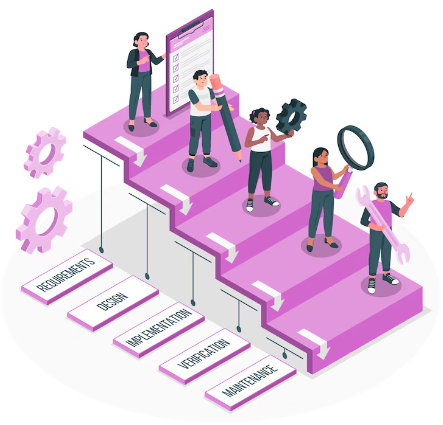 REQUIREMENTS
DESIGN
IMPLEMENTATION
VERIFICATION
MAINTENANCE